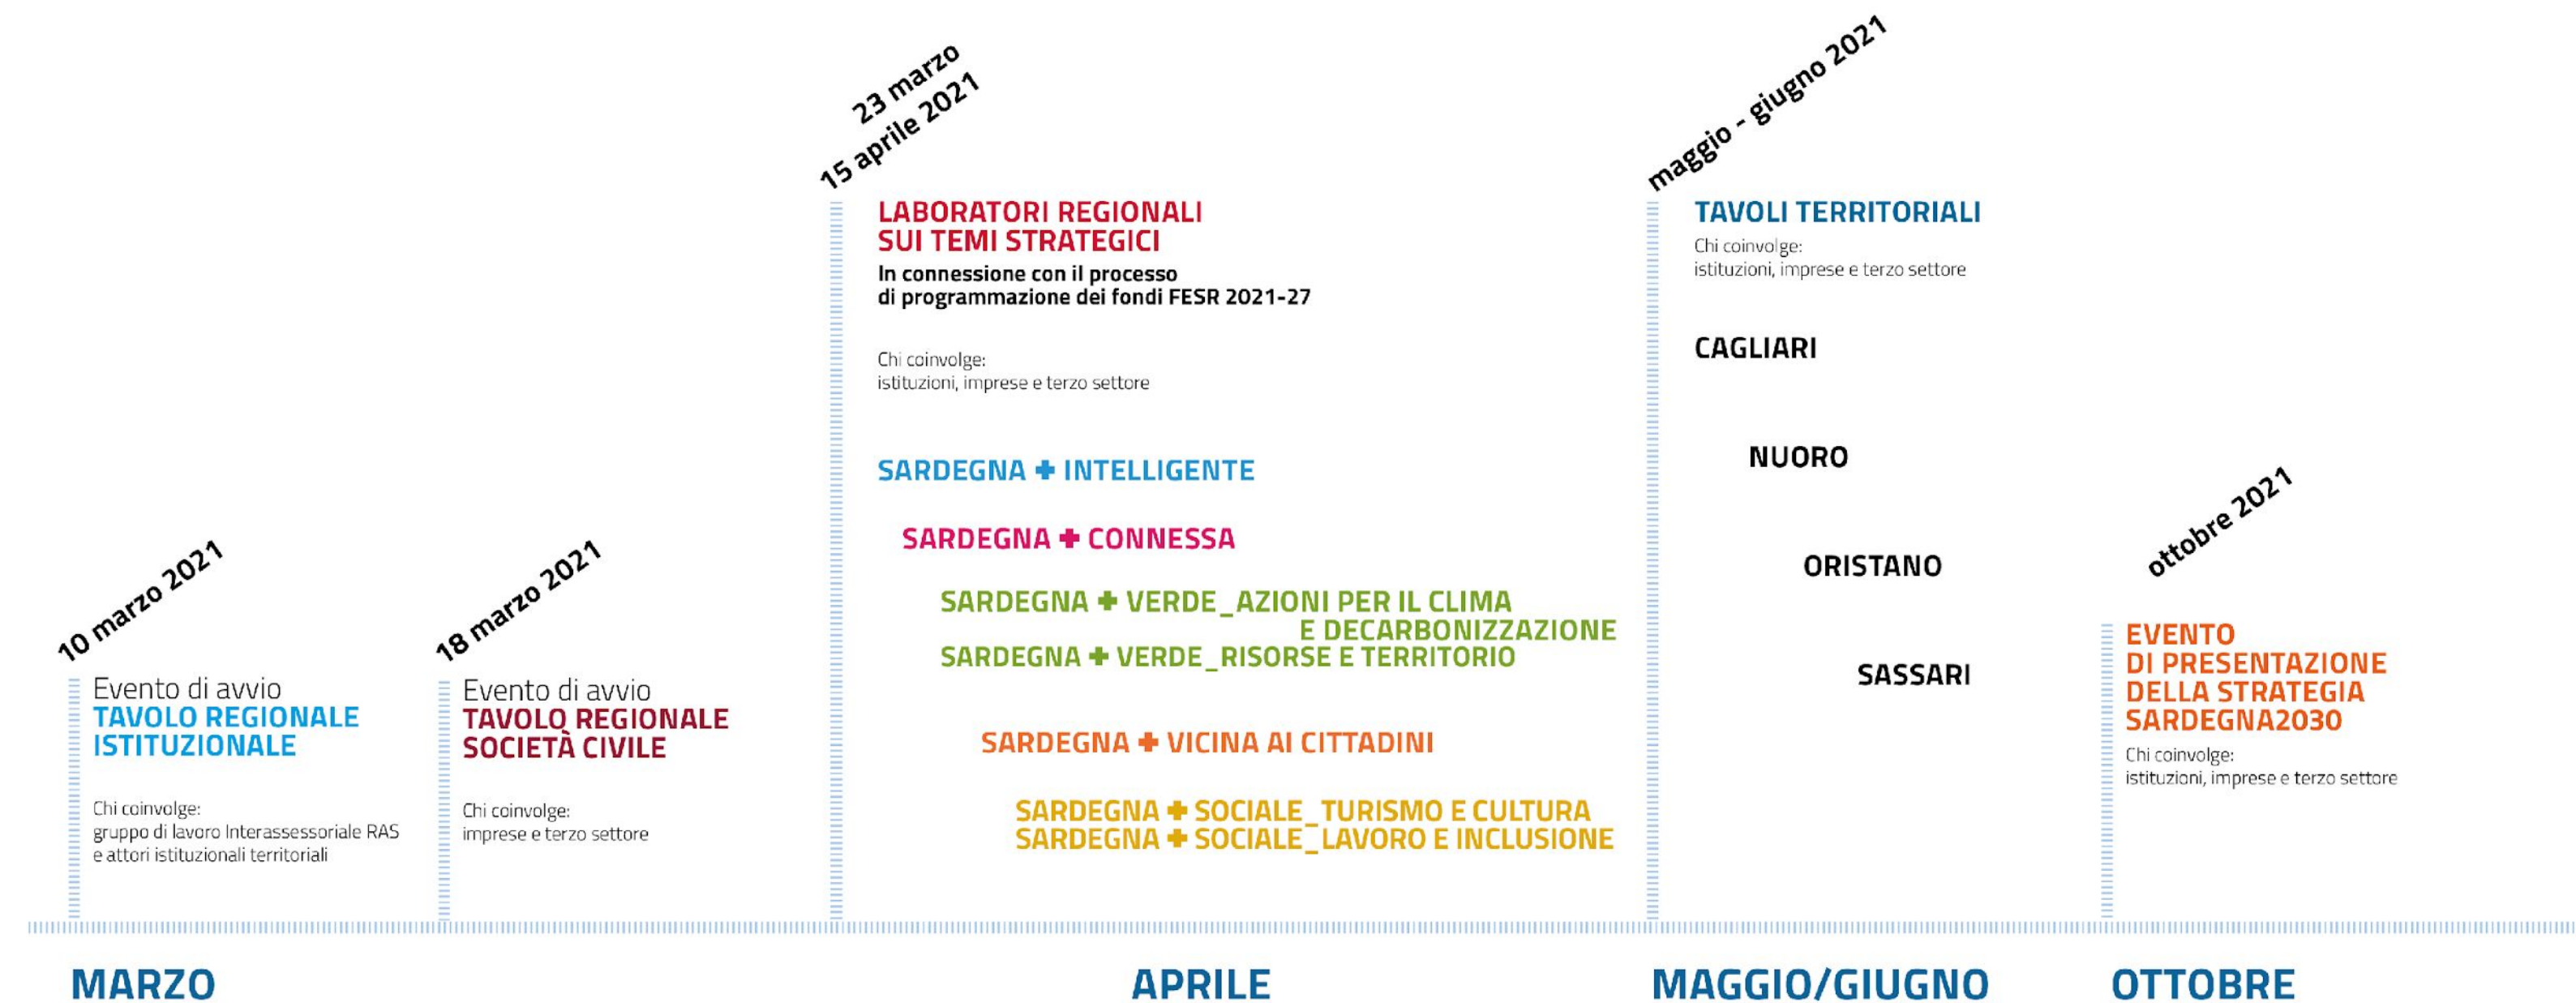 10 marzo 2021
Evento di avvio
TAVOLO REGIONALE
ISTITUZIONALE
Chi coinvolge:
gruppo di lavoro Interassessoriale RAS
e attori istituzionali territoriali
18 marzo 2021
Evento di avvio
TAVOLO REGIONALE
SOCIETÀ CIVILE
Chi coinvolge:
imprese e terzo settore
23 marzo
15 aprile 2021
LABORATORI REGIONALI
SUI TEMI STRATEGICI
In connessione con il processo
di programmazione dei fondi FESR 2021-27
Chi coinvolge:
istituzioni, imprese e terzo settore
SARDEGNA + INTELLIGENTE
SARDEGNA + CONNESSA
SARDEGNA + VERDE_AZIONI PER IL CLIMA
E DECARBONIZZAZIONE
SARDEGNA + VERDE_RISORSE E TERRITORIO
SARDEGNA + VICINA AI CITTADINI
SARDEGNA + SOCIALE_TURISMO E CULTURA
SARDEGNA + SOCIALE_LAVORO E INCLUSIONE
maggio - giugno 2021
TAVOLI TERRITORIALI
Chi coinvolge:
istituzioni, imprese e terzo settore
CAGLIARI
NUORO
ORISTANO
SASSARI
ottobre 2021
EVENTO
DI PRESENTAZIONE
DELLA STRATEGIA
SARDEGNA2030
Chi coinvolge:
istituzioni, imprese e terzo settore
MARZO
APRILE
MAGGIO/GIUGNO
OTTOBRE